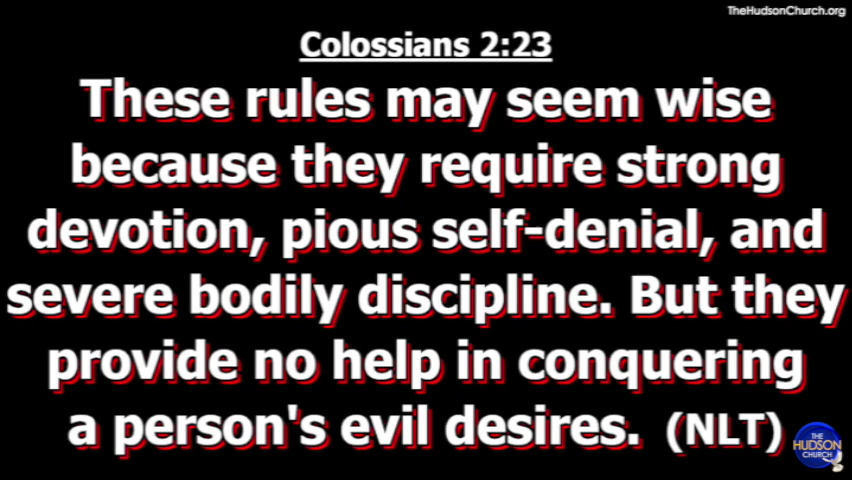 TheHudsonChurch.org
Colossians 2:23
These rules may seem wise
because they require strong
devotion, pious self-denial, and
severe bodily discipline. But they
provide no help in conquering
a person's evil desires. (NLT)
THE
HUDSON
CHURCH